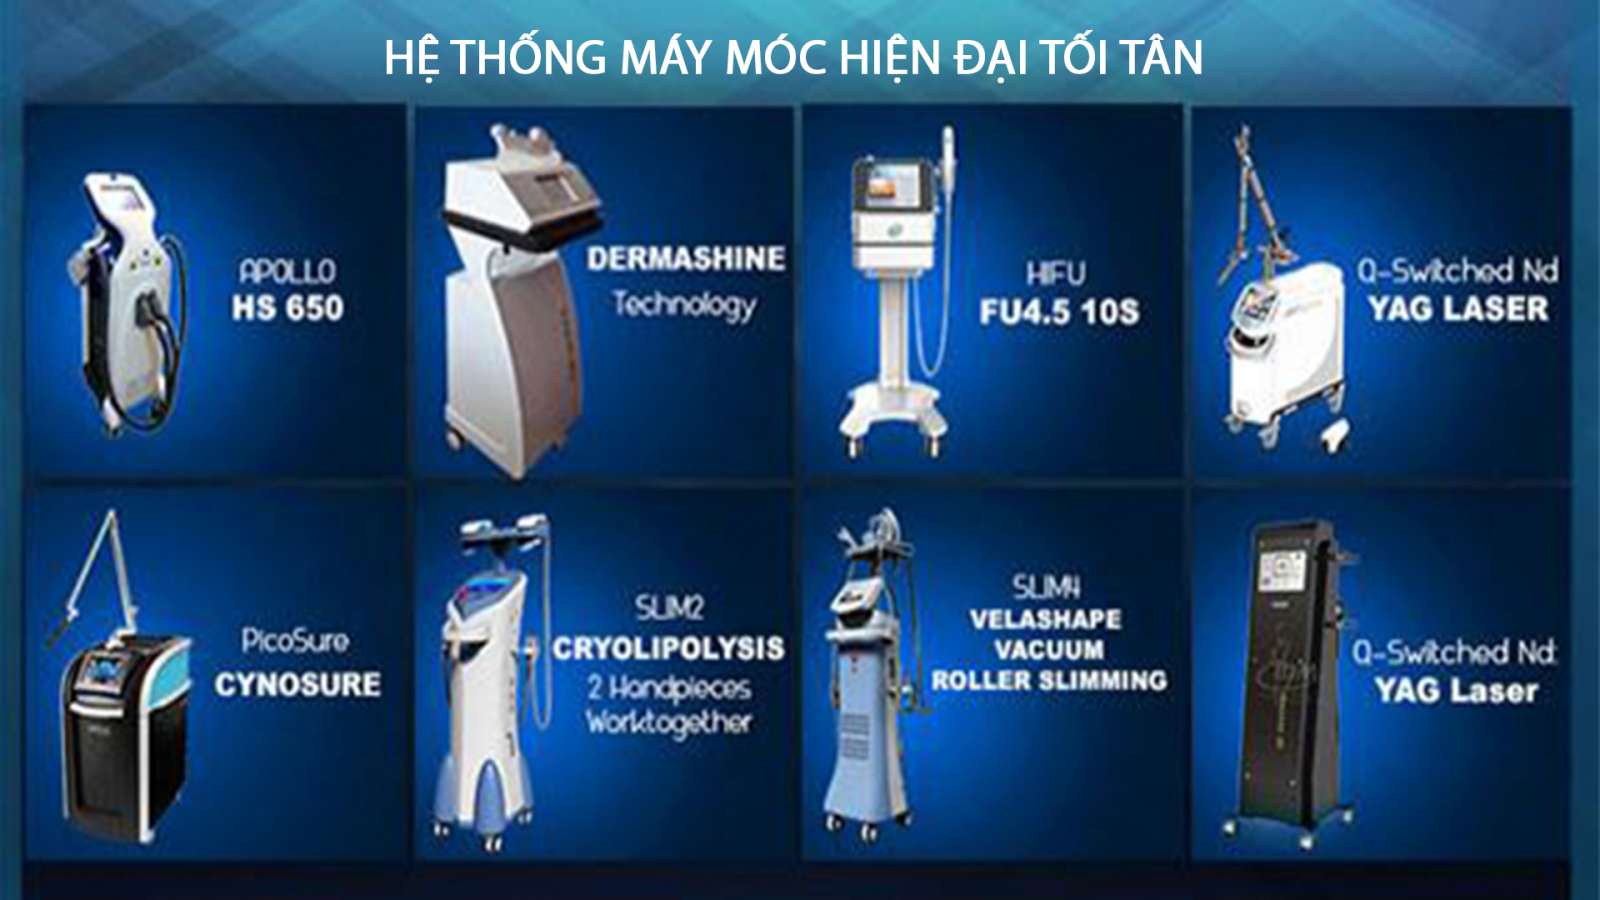 HỆ THỐNG MÁY MÓC HIỆN ĐẠI TỐI TÂN
APOLLO
HS 650
DERMASHINE
Technology
HIFU
FU4.5 10S
Q-Switched Nd
YAG LASER
PicoSure
CYNOSURE
SLIM2
CRYOLIPOLYSIS
2 Handpieces
Worktogether
SLIM4
VELASHAPE
VACUUM
ROLLER SLIMMING
Q-Switched Nd:
YAG Laser